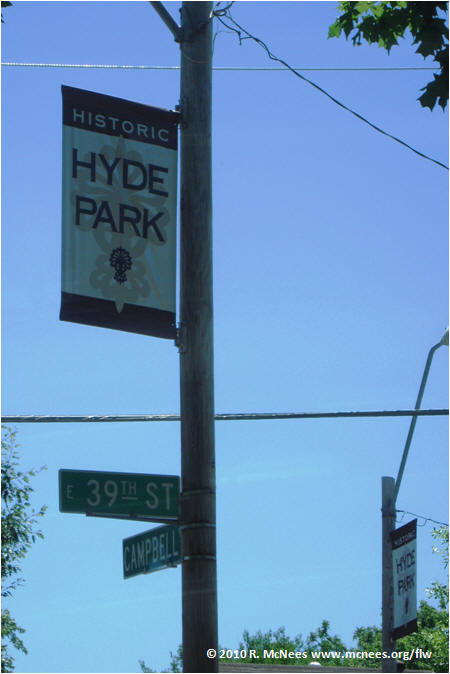 HISTORIC
HYDE
PARK
E 39TH ST
CAMPBELL
HISTORIC
HYDE
PARK
© 2010 R. McNees www.mcnees.org/flw